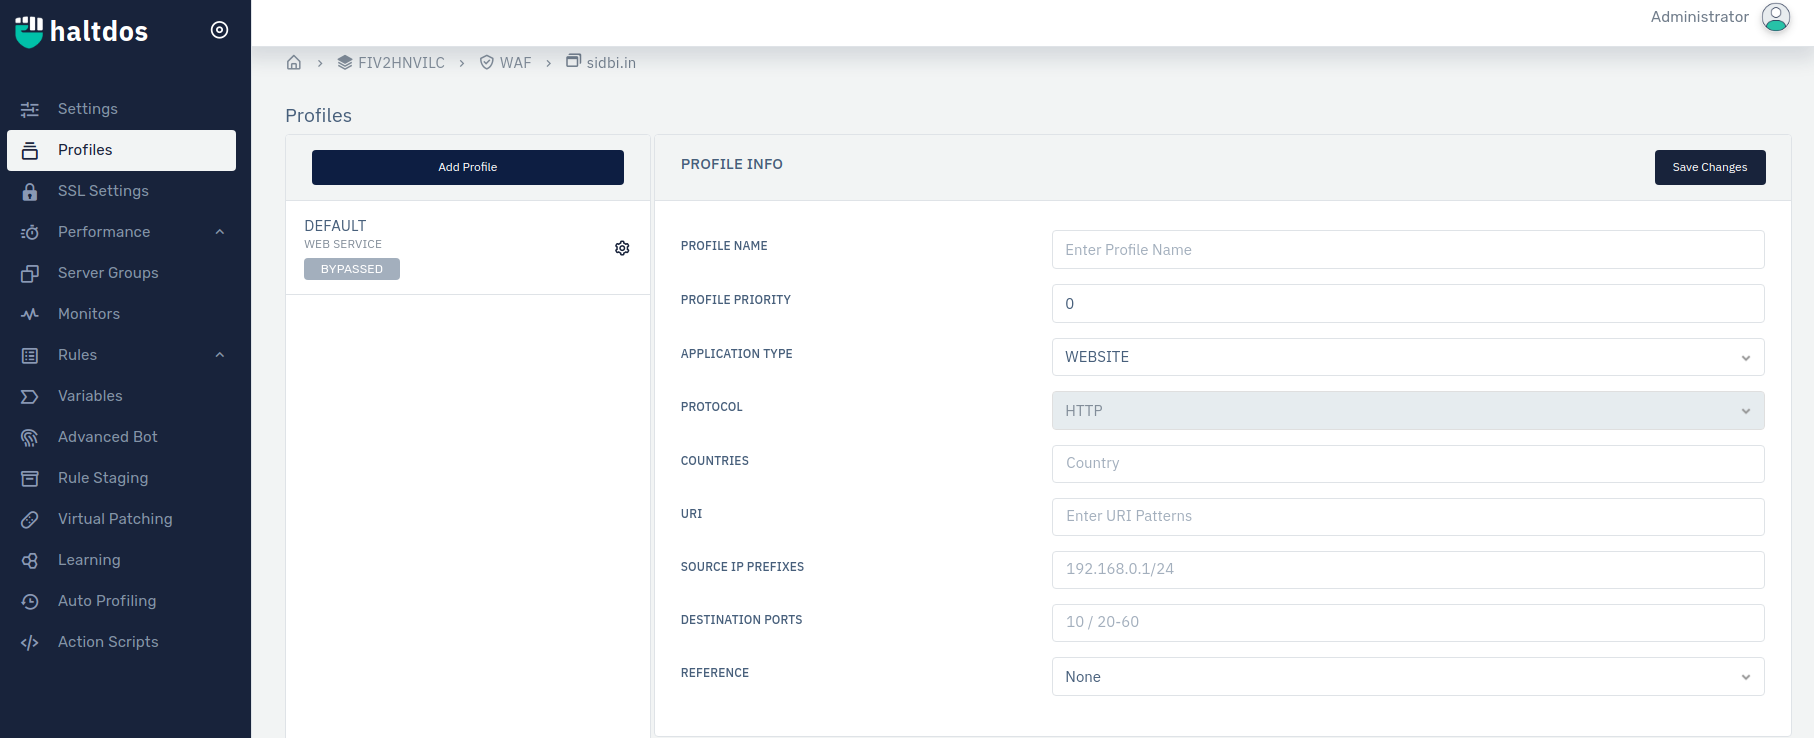 haltdos
Administrator
FIV2HNVILC
WAF
sidbi.in
Settings
Profiles
SSL Settings
Performance
Server Groups
Monitors
Rules
Variables
Advanced Bot
Rule Staging
Virtual Patching
Learning
Auto Profiling
Action Scripts
Profiles
Add Profile
DEFAULT
WEB SERVICE
BYPASSED
PROFILE INFO
Save Changes
PROFILE NAME
Enter Profile Name
PROFILE PRIORITY
0
APPLICATION TYPE
WEBSITE
PROTOCOL
HTTP
COUNTRIES
Country
URI
Enter URI Patterns
SOURCE IP PREFIXES
192.168.0.1/24
DESTINATION PORTS
10 / 20-60
REFERENCE
None